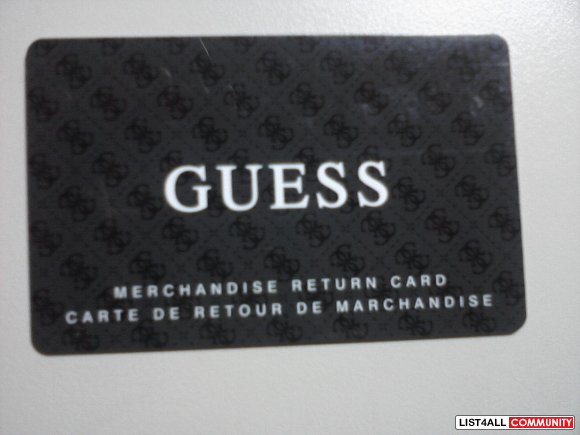 GUESS
MERCHANDISE RETURN CARD
CARTE DE RETOUR DE MARCHANDISE
LIST4ALL COMMUNITY